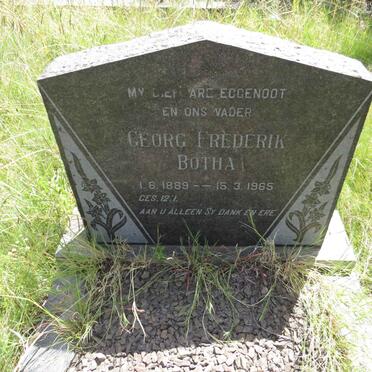 MY DIERBARE EGGENOOT
EN ONS VADER
GEORG FREDERIK
BOTHA
1.6.1889 — 15.3.1965
GES. 12:1.
AAN U ALLEEN SY DANK EN ERE